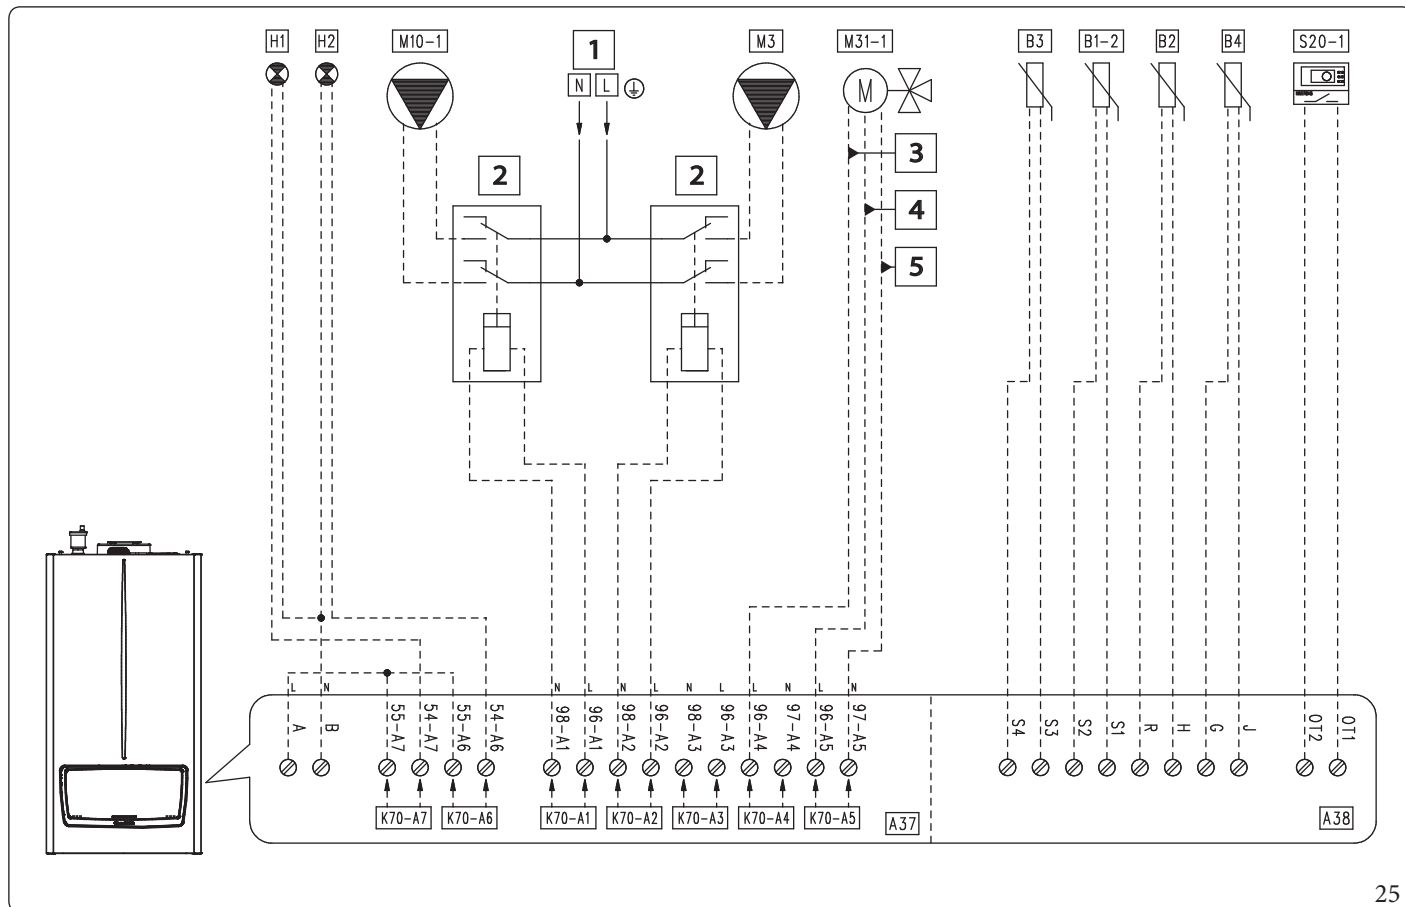 H1 H2 M10-1 1 M3 M31-1 B3 B1-2 B2 B4 S20-1
N L
M
3
2 2
4
5
L N N L N L N L L N L N
A B 55-A7 54-A7 55-A6 54-A6 98-A1 96-A1 98-A2 96-A2 98-A3 96-A3 96-A4 97-A4 96-A5 97-A5 S4 S3 S2 S1 R H G J OT2 OT1
K70-A7 K70-A6 K70-A1 K70-A2 K70-A3 K70-A4 K70-A5 A37 A38
25